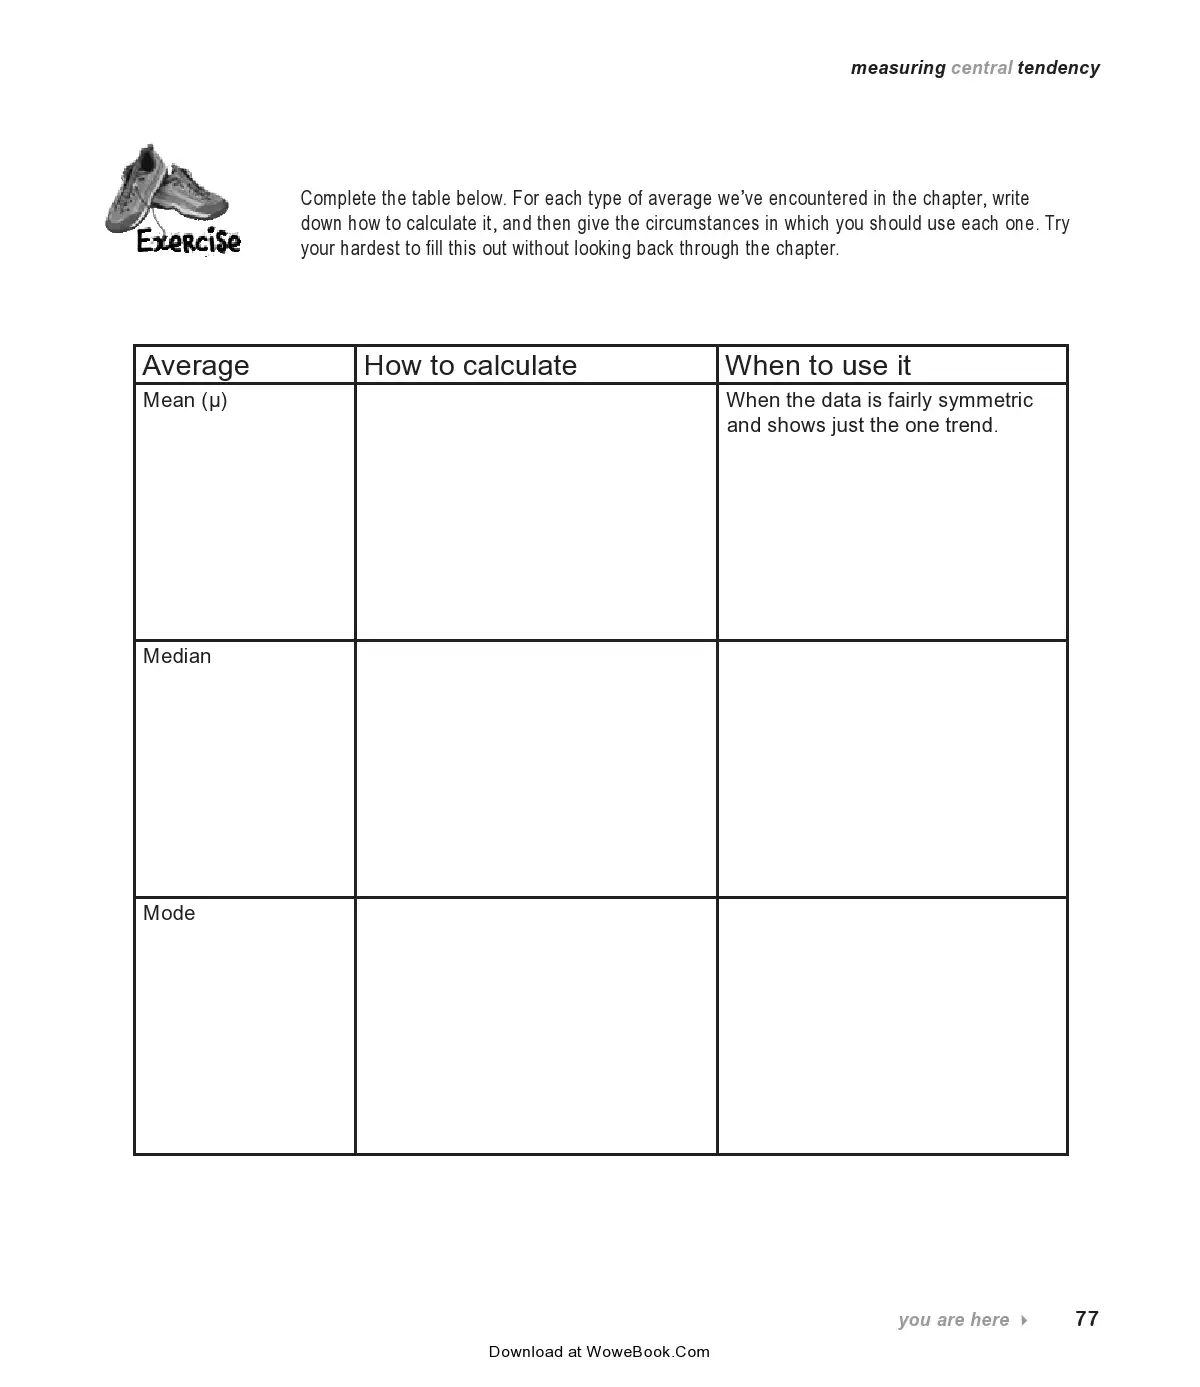 measuring central tendency
Complete the table below. For each type of average we've encountered in the chapter, write
down how to calculate it, and then give the circumstances in which you should use each one. Try
your hardest to fill this out without looking back through the chapter.
Exercise
Average How to calculate When to use it
Mean (µ) When the data is fairly symmetric
and shows just the one trend.
Median
Mode
you are here 77
Download at WoweBook.Com